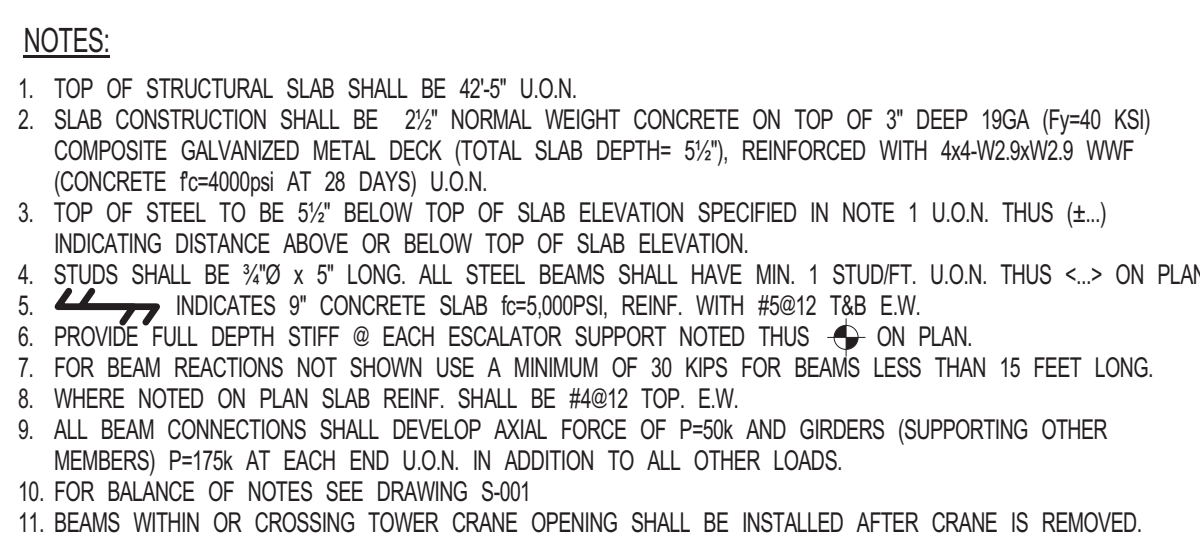 NOTES:
1. TOP OF STRUCTURAL SLAB SHALL BE 42'-5" U.O.N.
2. SLAB CONSTRUCTION SHALL BE 2½" NORMAL WEIGHT CONCRETE ON TOP OF 3" DEEP 19GA (Fy=40 KSI)
COMPOSITE GALVANIZED METAL DECK (TOTAL SLAB DEPTH= 5½"), REINFORCED WITH 4x4-W2.9xW2.9 WWF
(CONCRETE f'c=4000psi AT 28 DAYS) U.O.N.
3. TOP OF STEEL TO BE 5½" BELOW TOP OF SLAB ELEVATION SPECIFIED IN NOTE 1 U.O.N. THUS (±...)
INDICATING DISTANCE ABOVE OR BELOW TOP OF SLAB ELEVATION.
4. STUDS SHALL BE ¾"Ø x 5" LONG. ALL STEEL BEAMS SHALL HAVE MIN. 1 STUD/FT. U.O.N. THUS <...> ON PLAN
5. INDICATES 9" CONCRETE SLAB fc=5,000PSI, REINF. WITH #5@12 T&B E.W.
6. PROVIDE FULL DEPTH STIFF @ EACH ESCALATOR SUPPORT NOTED THUS ON PLAN.
7. FOR BEAM REACTIONS NOT SHOWN USE A MINIMUM OF 30 KIPS FOR BEAMS LESS THAN 15 FEET LONG.
8. WHERE NOTED ON PLAN SLAB REINF. SHALL BE #4@12 TOP. E.W.
9. ALL BEAM CONNECTIONS SHALL DEVELOP AXIAL FORCE OF P=50k AND GIRDERS (SUPPORTING OTHER
MEMBERS) P=175k AT EACH END U.O.N. IN ADDITION TO ALL OTHER LOADS.
10. FOR BALANCE OF NOTES SEE DRAWING S-001
11. BEAMS WITHIN OR CROSSING TOWER CRANE OPENING SHALL BE INSTALLED AFTER CRANE IS REMOVED.